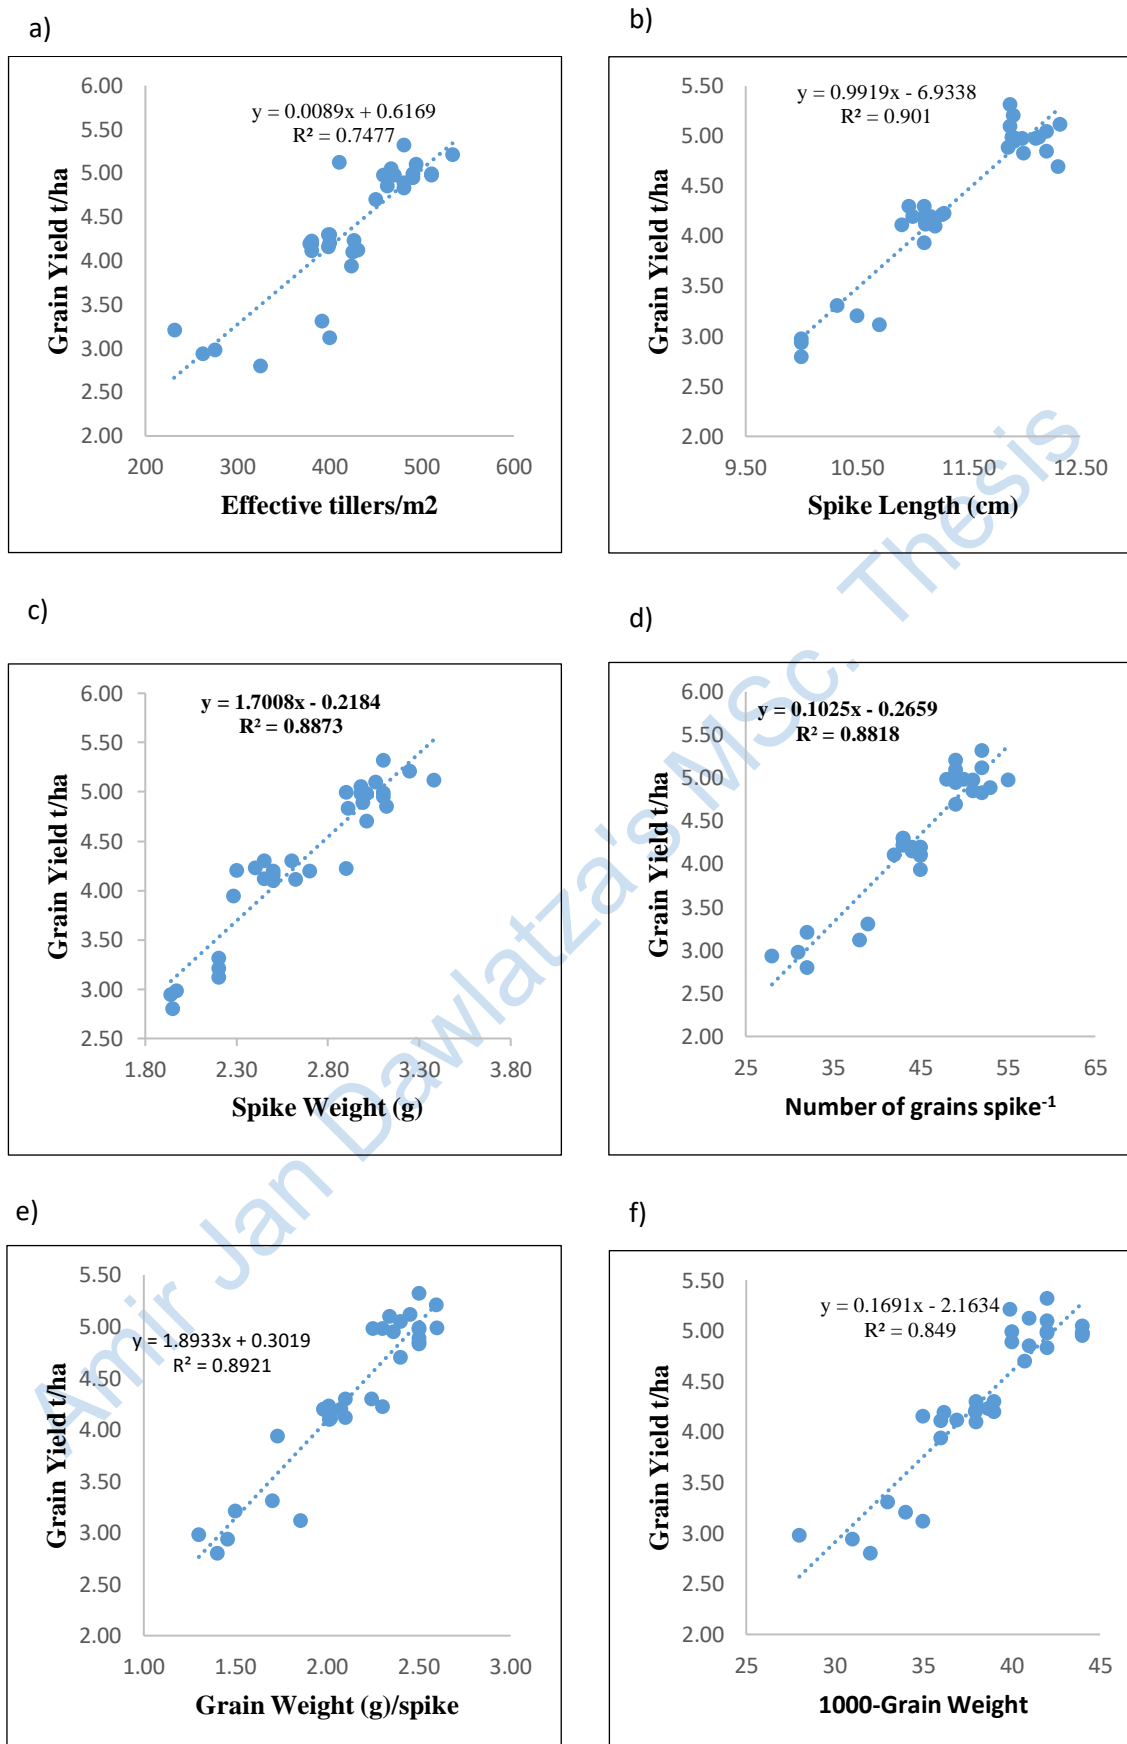 a)
6.00
5.50
5.00
4.50
4.00
3.50
3.00
2.50
2.00
200 300 400 500 600
y = 0.0089x + 0.6169
R² = 0.7477
Grain Yield t/ha
Effective tillers/m2
b)
5.50
5.00
4.50
4.00
3.50
3.00
2.50
2.00
9.50 10.50 11.50 12.50
y = 0.9919x - 6.9338
R² = 0.901
Grain Yield t/ha
Spike Length (cm)
c)
6.00
5.50
5.00
4.50
4.00
3.50
3.00
2.50
1.80 2.30 2.80 3.30 3.80
y = 1.7008x - 0.2184
R² = 0.8873
Grain Yield t/ha
Spike Weight (g)
d)
6.00
5.50
5.00
4.50
4.00
3.50
3.00
2.50
2.00
25 35 45 55 65
y = 0.1025x - 0.2659
R² = 0.8818
Grain Yield t/ha
Number of grains spike⁻¹
e)
5.50
5.00
4.50
4.00
3.50
3.00
2.50
2.00
1.00 1.50 2.00 2.50 3.00
y = 1.8933x + 0.3019
R² = 0.8921
Grain Yield t/ha
Grain Weight (g)/spike
f)
5.50
5.00
4.50
4.00
3.50
3.00
2.50
2.00
25 30 35 40 45
y = 0.1691x - 2.1634
R² = 0.849
Grain Yield t/ha
1000-Grain Weight
Amir Jan Dawlatza's MSc. Thesis